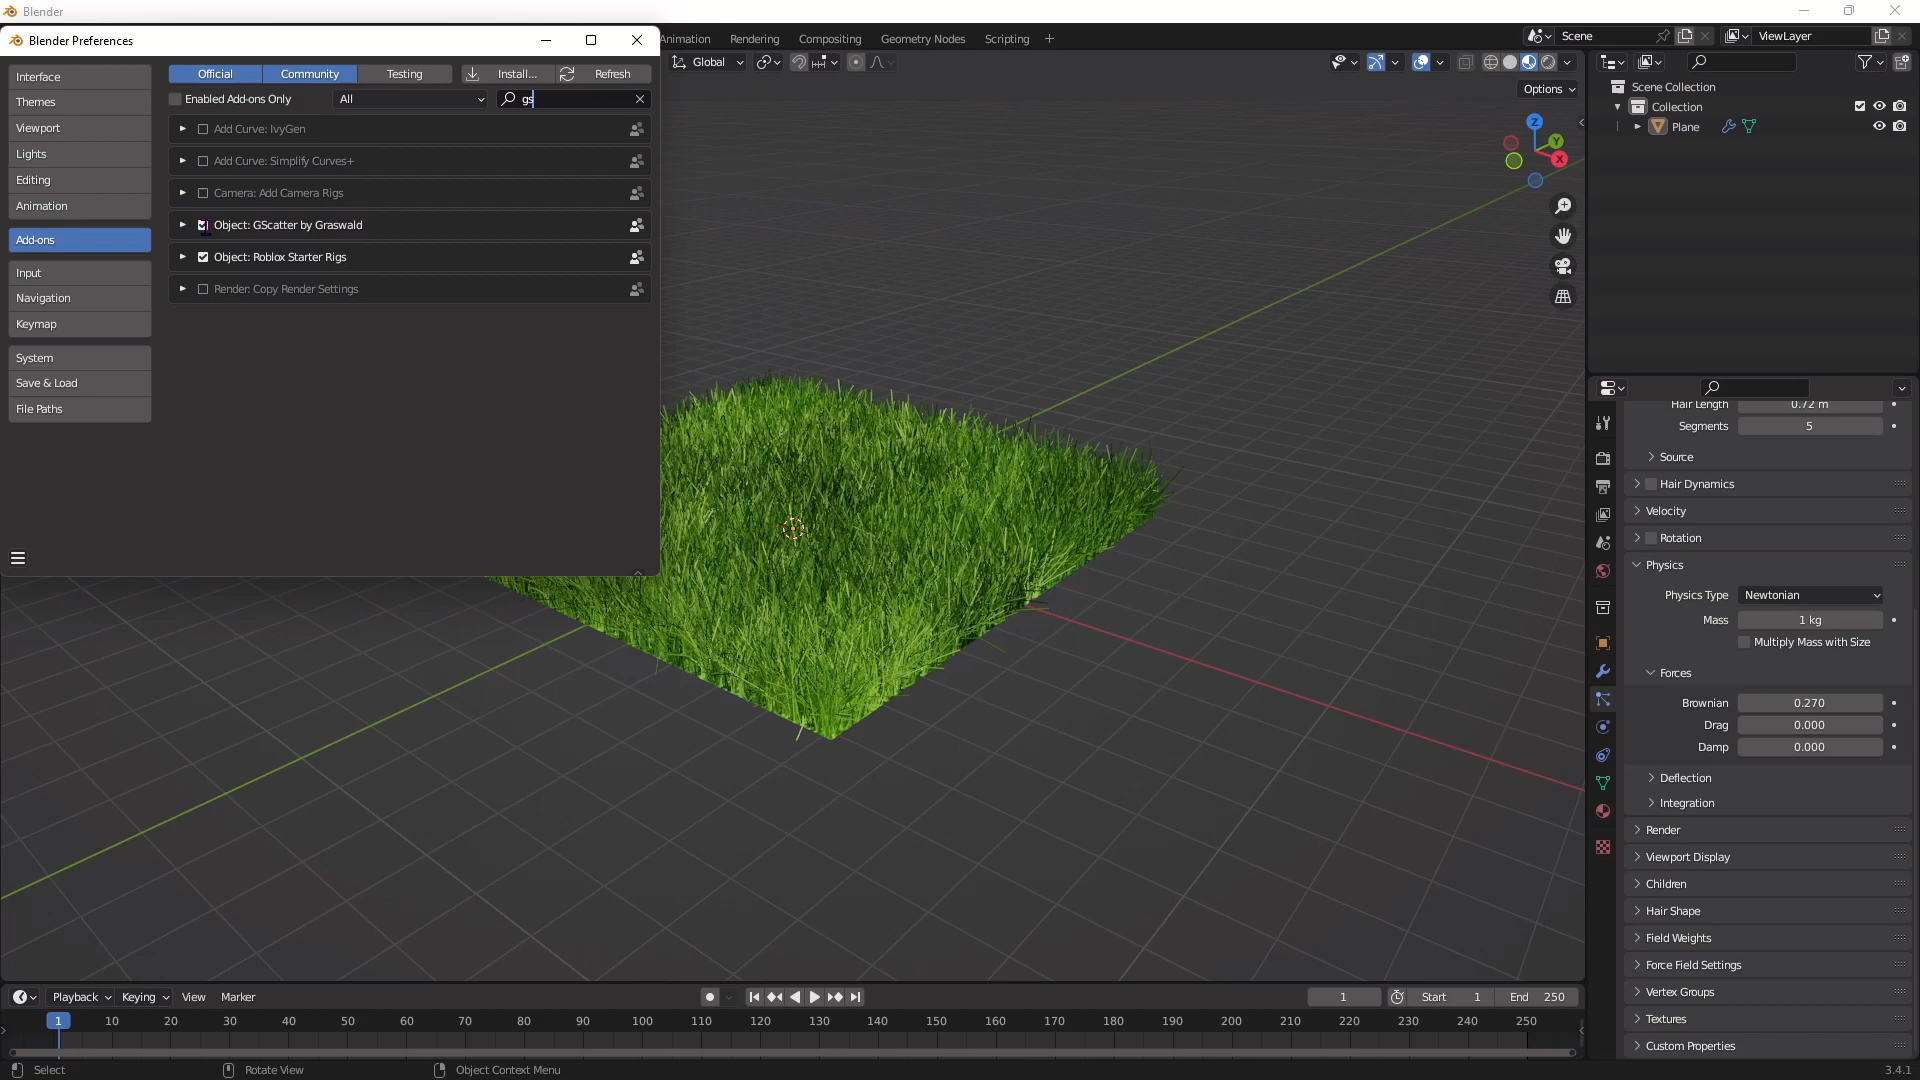 Blender
Blender Preferences
Animation
Rendering
Compositing
Geometry Nodes
Scripting
Scene
ViewLayer
Interface
Themes
Viewport
Lights
Editing
Animation
Add-ons
Input
Navigation
Keymap
System
Save & Load
File Paths
Official
Community
Testing
Install...
Refresh
Enabled Add-ons Only
All
gs
Add Curve: IvyGen
Add Curve: Simplify Curves+
Camera: Add Camera Rigs
Object: GScatter by Graswald
Object: Roblox Starter Rigs
Render: Copy Render Settings
Global
Options
Z
Y
X
Scene Collection
Collection
Plane
Hair Length 0.72 m
Segments 5
Source
Hair Dynamics
Velocity
Rotation
Physics
Physics Type Newtonian
Mass 1 kg
Multiply Mass with Size
Forces
Brownian 0.270
Drag 0.000
Damp 0.000
Deflection
Integration
Render
Viewport Display
Children
Hair Shape
Field Weights
Force Field Settings
Vertex Groups
Textures
Custom Properties
Playback
Keying
View
Marker
1
Start 1
End 250
1 10 20 30 40 50 60 70 80 90 100 110 120 130 140 150 160 170 180 190 200 210 220 230 240 250
Select
Rotate View
Object Context Menu
3.4.1